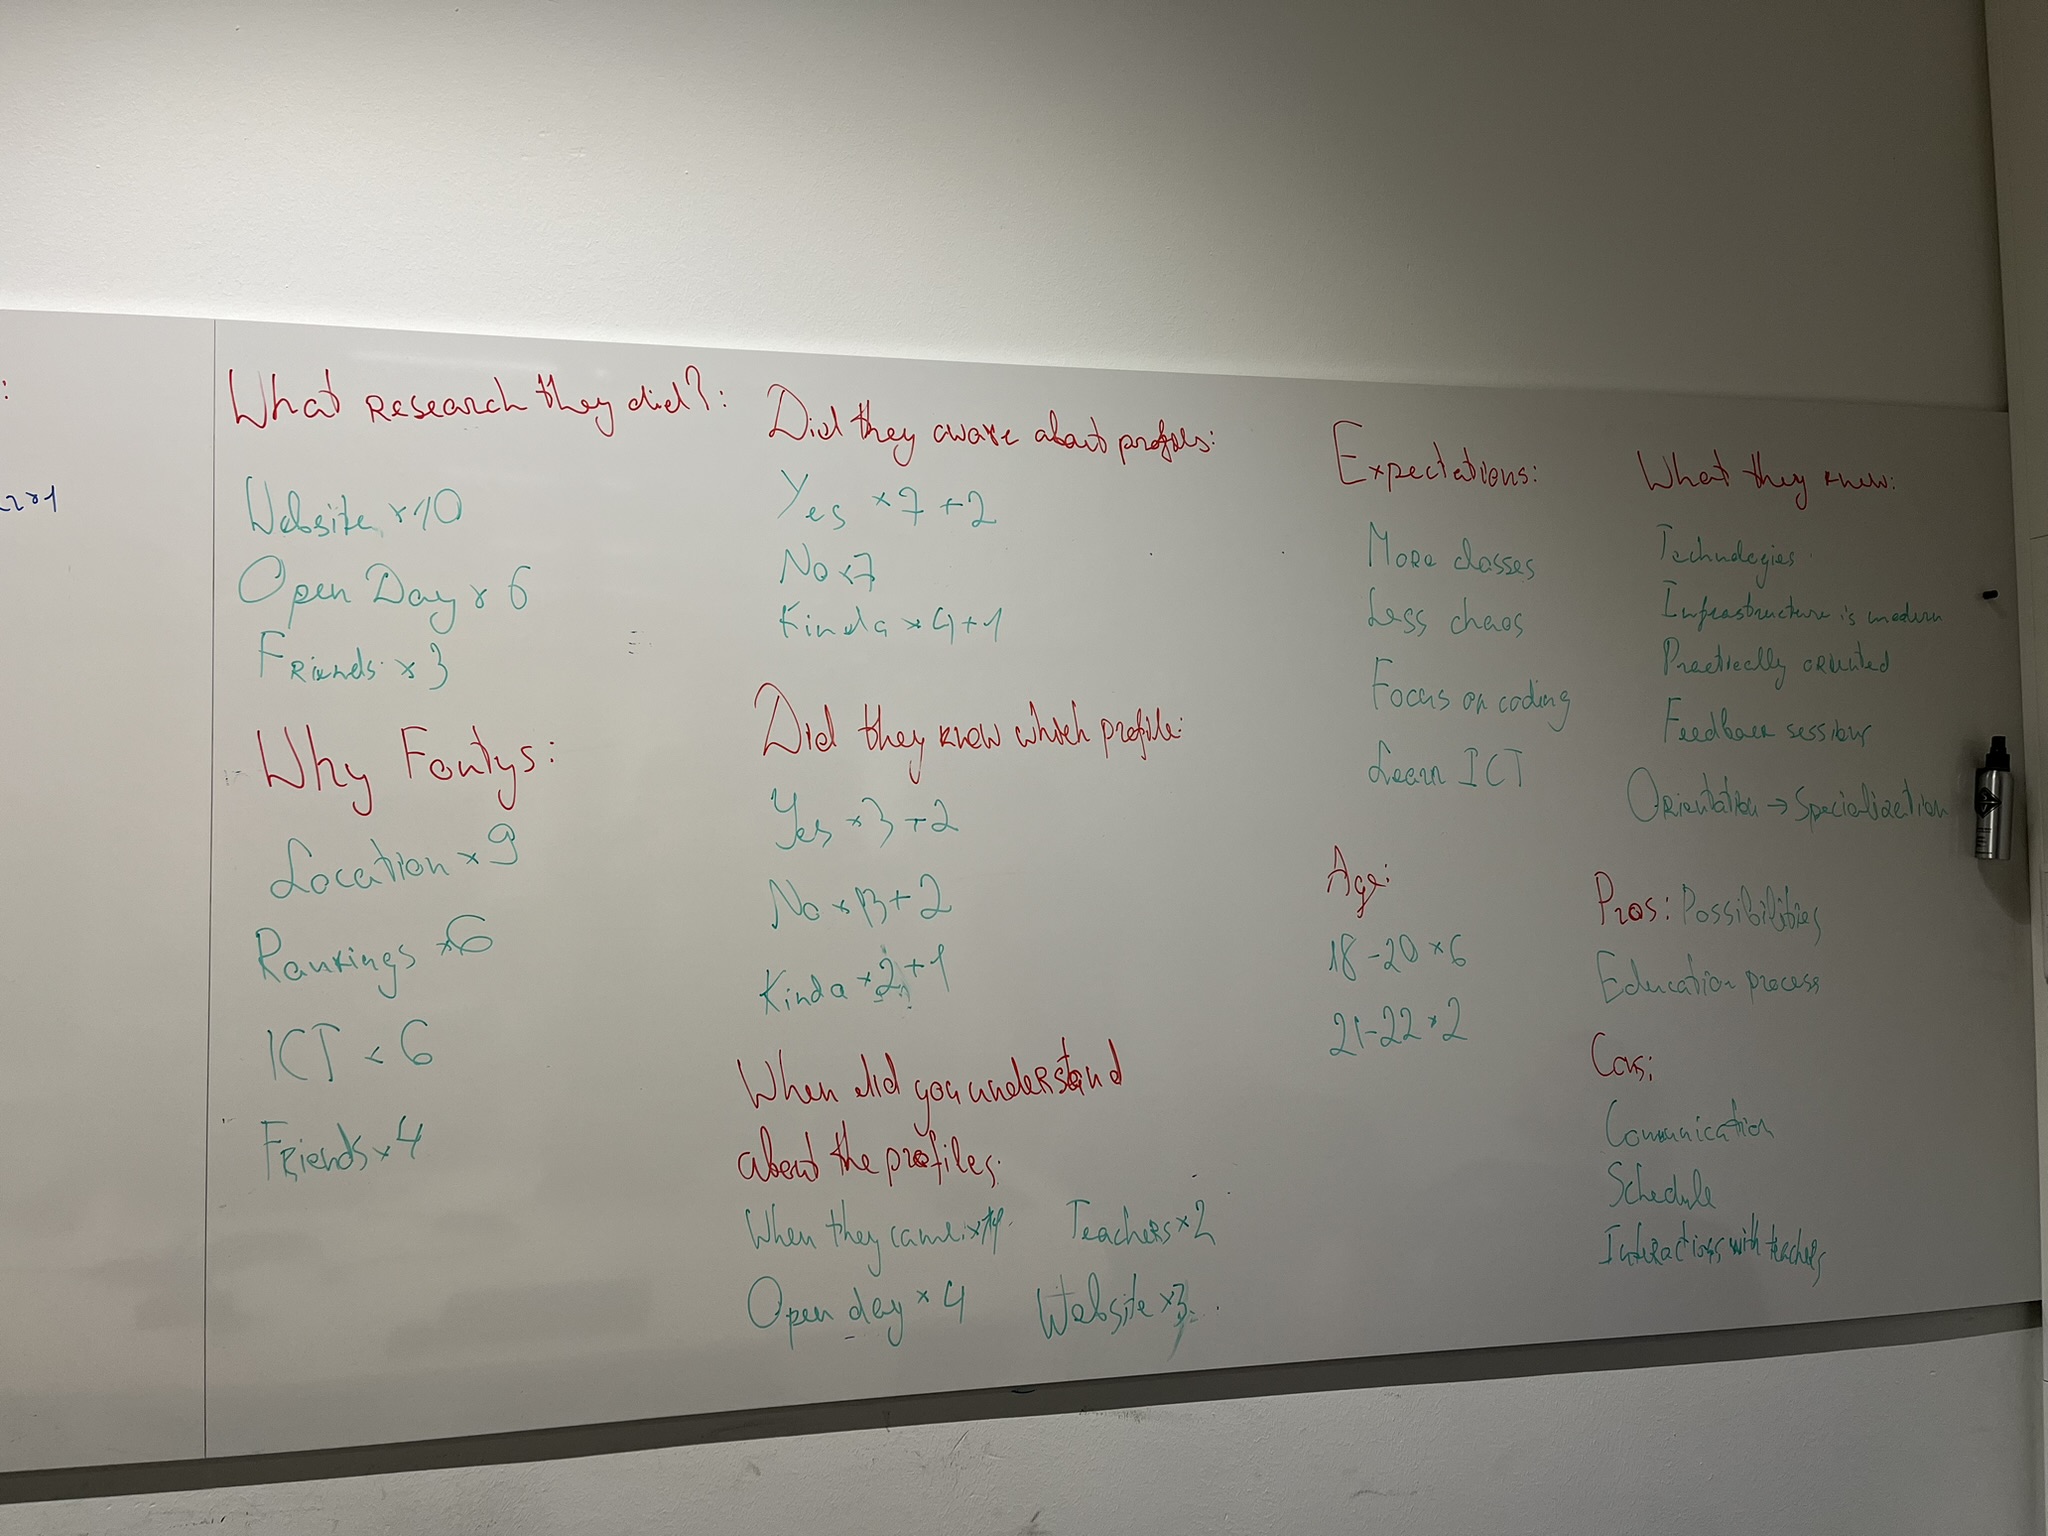 :
What research they did?:
Website ×10
Open Day × 6
Friends × 3
Why Fontys:
Location × 9
Rankings ×6
ICT × 6
Friends × 4
Did they aware about profiles:
Yes ×7 +2
No ×7
Kinda ×4+1
Did they know which profile:
Yes ×3 +2
No × 13+2
Kinda ×2+1
When did you understand
about the profiles:
When they came Teachers ×2
Open day × 4 Website ×3
Expectations:
More classes
Less chaos
Focus on coding
Learn ICT
Age:
18-20 ×6
21-22 ×2
What they knew:
Technologies
Infrastructure is modern
Practically oriented
Feedback sessions
Orientation → Specialization
Pros: Possibilities
Education process
Cons:
Communication
Schedule
Interactions with teachers